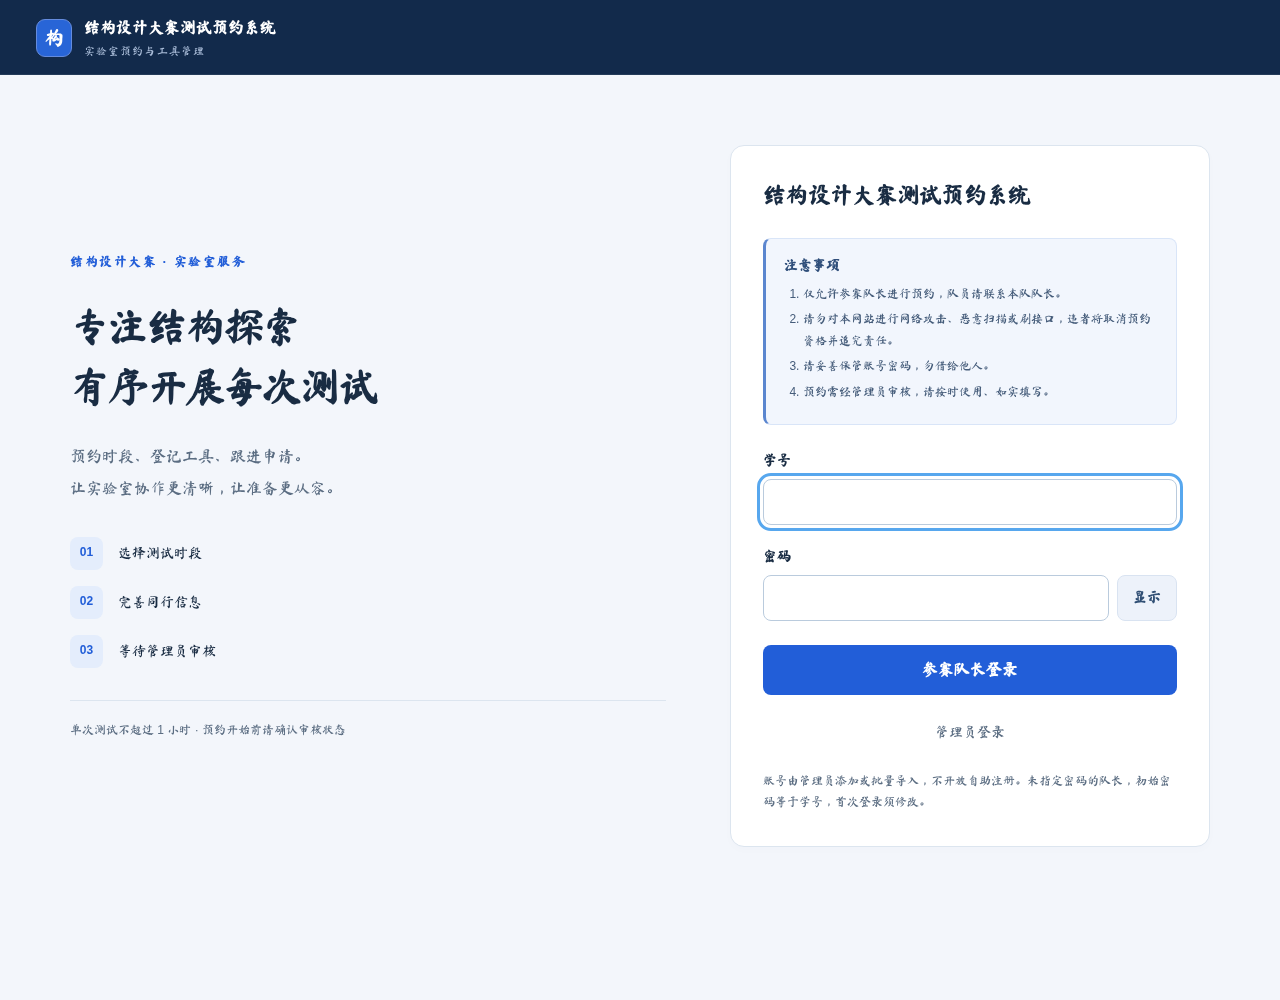 构
结构设计大赛测试预约系统
实验室预约与工具管理
结构设计大赛 · 实验室服务
专注结构探索
有序开展每次测试
预约时段、登记工具、跟进申请。
让实验室协作更清晰，让准备更从容。
01 选择测试时段
02 完善同行信息
03 等待管理员审核
单次测试不超过 1 小时 · 预约开始前请确认审核状态
结构设计大赛测试预约系统
注意事项
1. 仅允许参赛队长进行预约，队员请联系本队队长。
2. 请勿对本网站进行网络攻击、恶意扫描或刷接口，违者将取消预约
资格并追究责任。
3. 请妥善保管账号密码，勿借给他人。
4. 预约需经管理员审核，请按时使用、如实填写。
学号
密码
显示
参赛队长登录
管理员登录
账号由管理员添加或批量导入，不开放自助注册。未指定密码的队长，初始密
码等于学号，首次登录须修改。